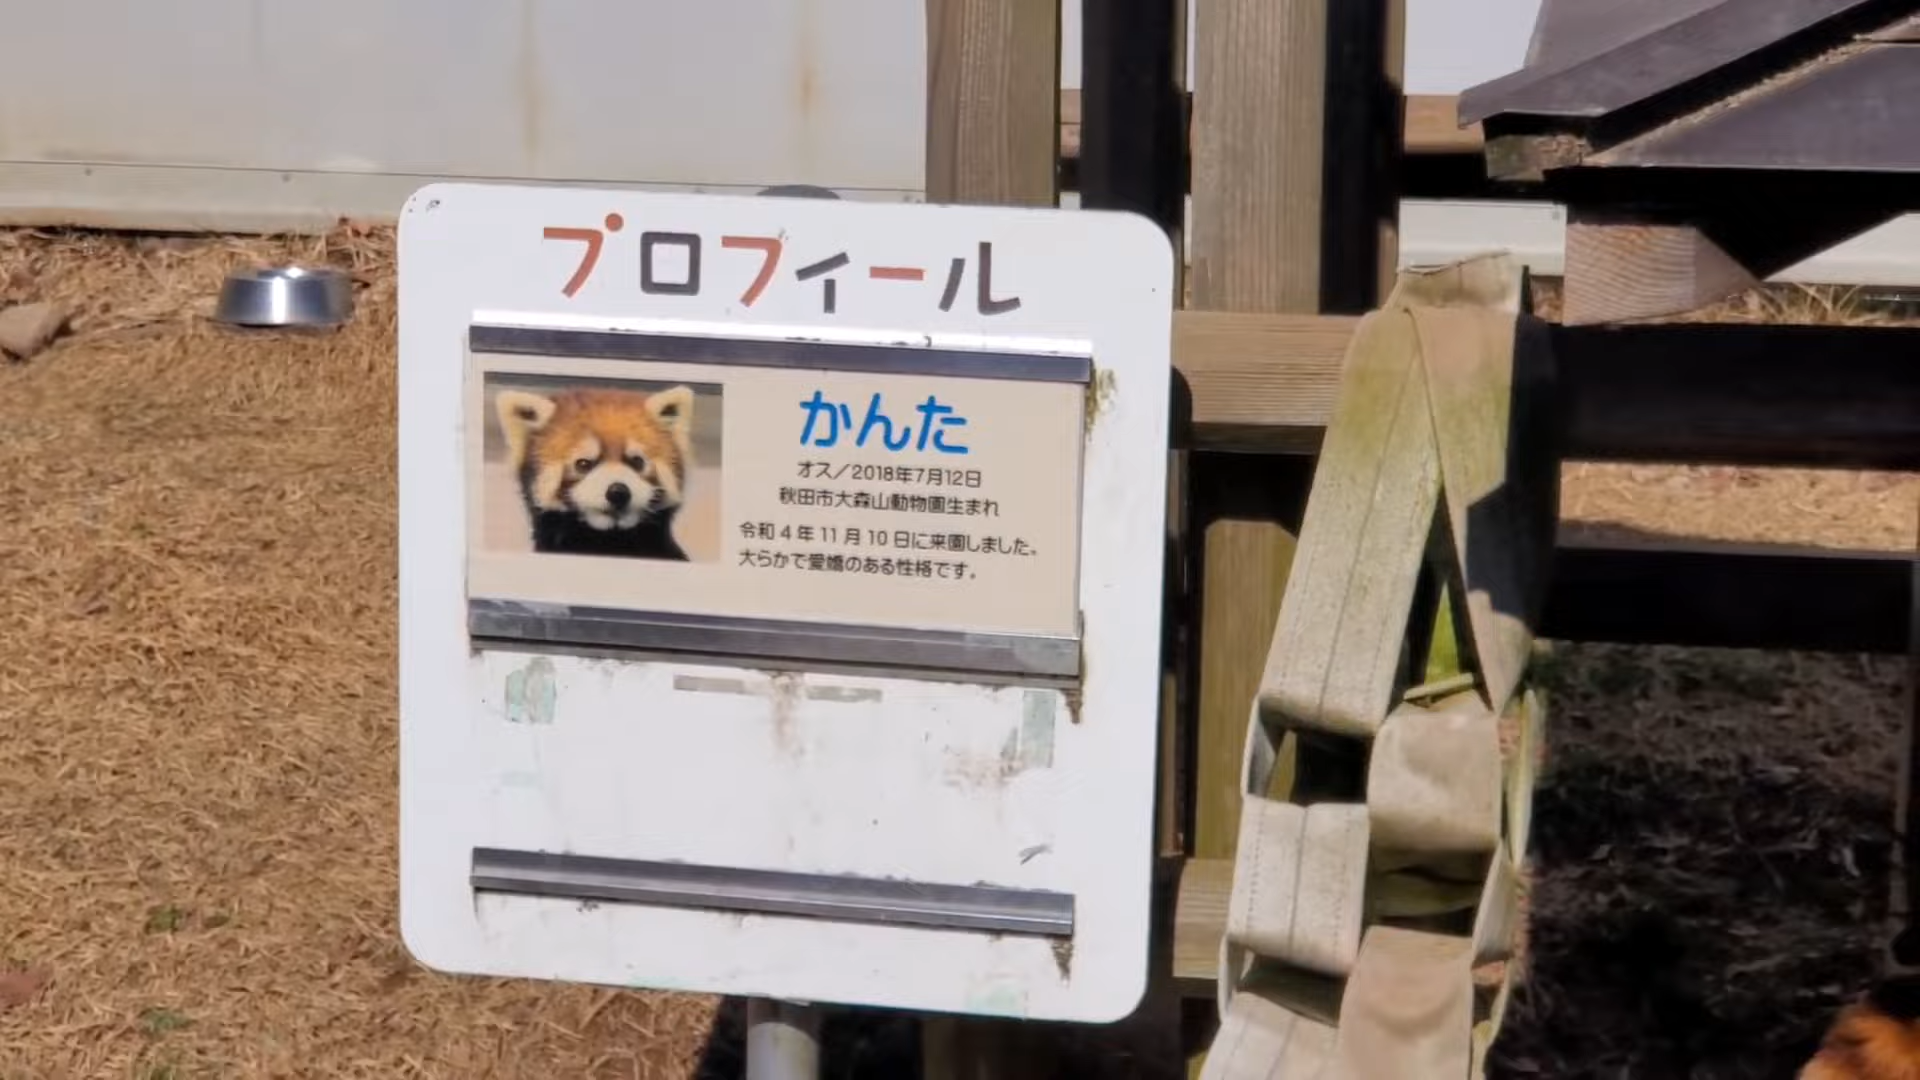 プロフィール
かんた
オス／2018年7月12日
秋田市大森山動物園生まれ
令和4年11月10日に来園しました。
大らかで愛嬌のある性格です。